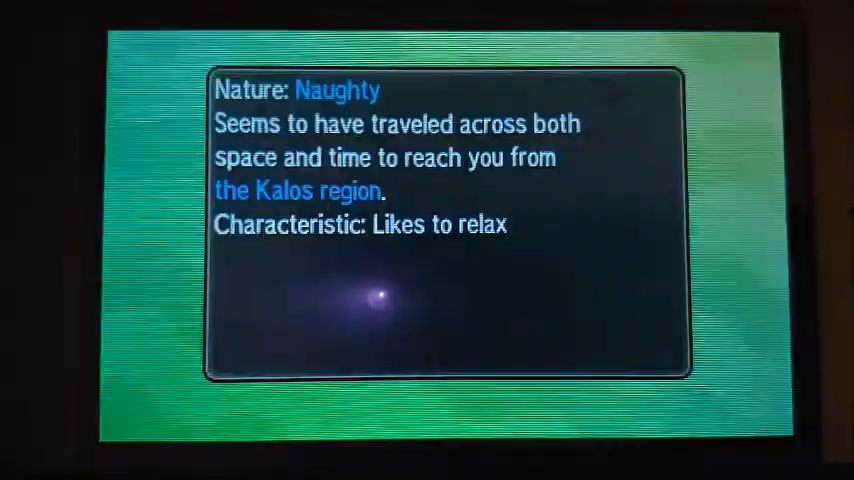 Nature: Naughty
Seems to have traveled across both
space and time to reach you from
the Kalos region.
Characteristic: Likes to relax